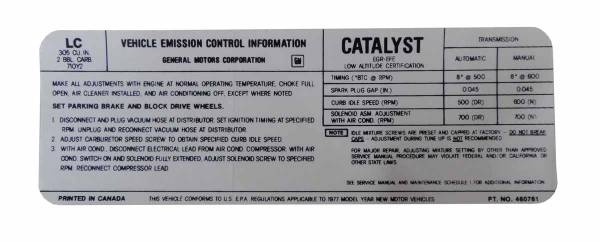 LC
305 CU. IN.
2 BBL. CARB.
710Y2
VEHICLE EMISSION CONTROL INFORMATION
GENERAL MOTORS CORPORATION GM
CATALYST
EGR-EFE
LOW ALTITUDE CERTIFICATION
TRANSMISSION
AUTOMATIC MANUAL
TIMING (°BTC @ RPM) 8° @ 500 8° @ 600
SPARK PLUG GAP (IN.) 0.045 0.045
CURB IDLE SPEED (RPM) 500 (DR) 600 (N)
SOLENOID ASM. ADJUSTMENT
WITH AIR COND. (RPM) 700 (DR) 700 (N)
MAKE ALL ADJUSTMENTS WITH ENGINE AT NORMAL OPERATING TEMPERATURE, CHOKE FULL
OPEN, AIR CLEANER INSTALLED, AND AIR CONDITIONING OFF, EXCEPT WHERE NOTED.
SET PARKING BRAKE AND BLOCK DRIVE WHEELS.
1. DISCONNECT AND PLUG VACUUM HOSE AT DISTRIBUTOR. SET IGNITION TIMING AT SPECIFIED
RPM. UNPLUG AND RECONNECT VACUUM HOSE AT DISTRIBUTOR.
2. ADJUST CARBURETOR SPEED SCREW TO OBTAIN SPECIFIED CURB IDLE SPEED.
3. WITH AIR COND., DISCONNECT ELECTRICAL LEAD FROM AIR COND. COMPRESSOR. WITH AIR
COND. SWITCH ON AND SOLENOID FULLY EXTENDED, ADJUST SOLENOID SCREW TO SPECIFIED
RPM. RECONNECT COMPRESSOR LEAD.
NOTE IDLE MIXTURE SCREWS ARE PRESET AND CAPPED AT FACTORY - DO NOT BREAK
CAPS - ADJUSTMENT DURING TUNE UP IS NOT RECOMMENDED
FOR MAJOR REPAIR, ADJUSTING MIXTURE SETTING BY OTHER THAN APPROVED
SERVICE MANUAL PROCEDURE MAY VIOLATE FEDERAL AND/OR CALIFORNIA OR
OTHER STATE LAWS
SEE SERVICE MANUAL AND MAINTENANCE SCHEDULE FOR ADDITIONAL INFORMATION
PRINTED IN CANADA THIS VEHICLE CONFORMS TO U.S. E.P.A. REGULATIONS APPLICABLE TO 1977 MODEL YEAR NEW MOTOR VEHICLES PT. NO. 460761